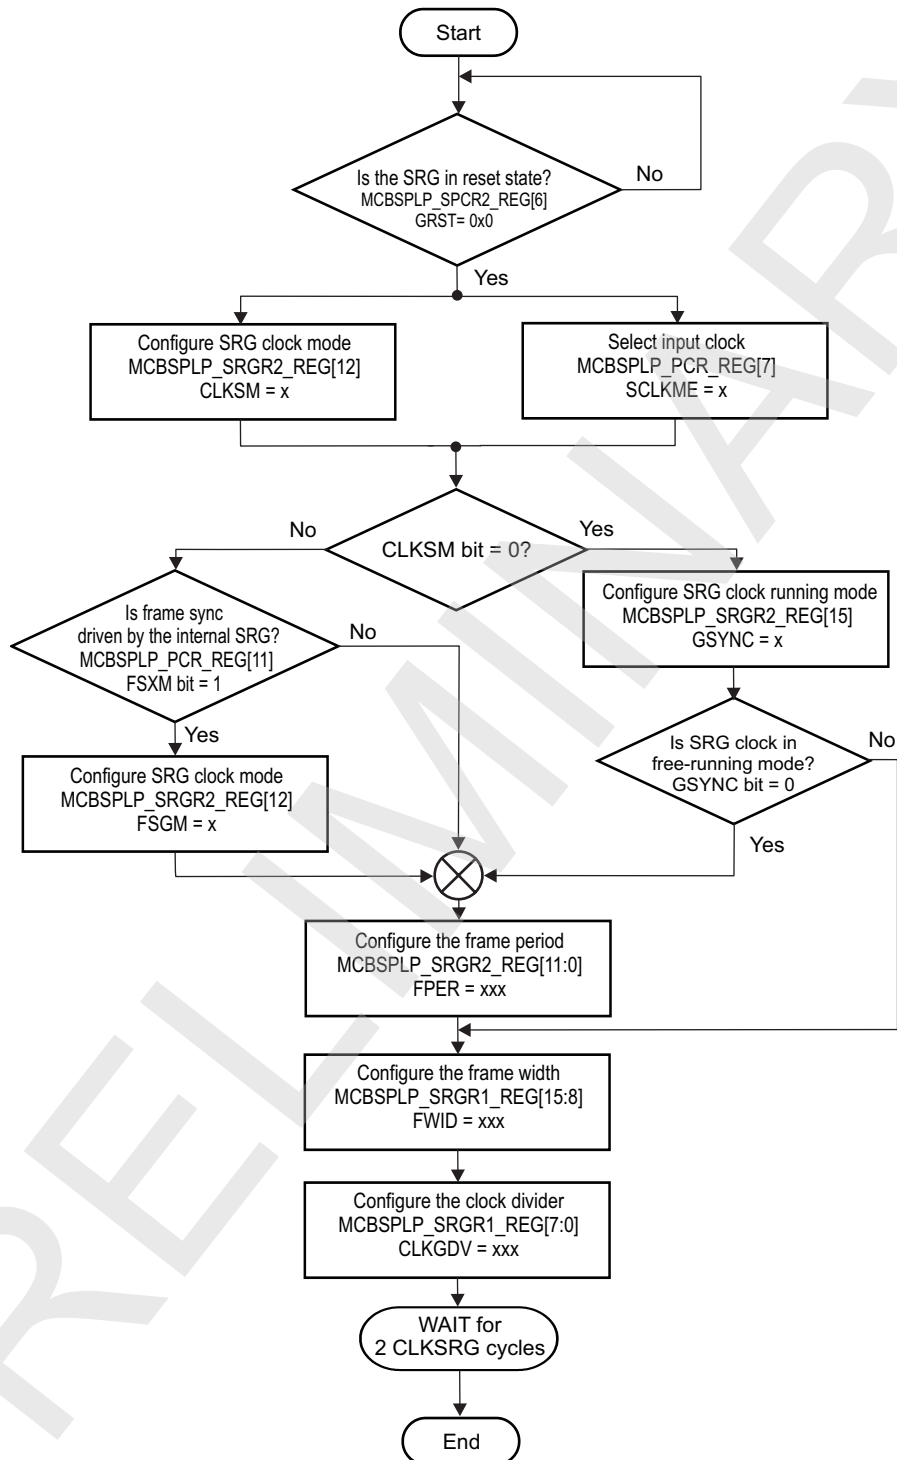 Start
Is the SRG in reset state?
MCBSPLP_SPCR2_REG[6]
GRST= 0x0
No
Yes
Configure SRG clock mode
MCBSPLP_SRGR2_REG[12]
CLKSM = x
Select input clock
MCBSPLP_PCR_REG[7]
SCLKME = x
No
CLKSM bit = 0?
Yes
Is frame sync
driven by the internal SRG?
MCBSPLP_PCR_REG[11]
FSXM bit = 1
No
Yes
Configure SRG clock running mode
MCBSPLP_SRGR2_REG[15]
GSYNC = x
Is SRG clock in
free-running mode?
GSYNC bit = 0
No
Yes
Configure SRG clock mode
MCBSPLP_SRGR2_REG[12]
FSGM = x
Configure the frame period
MCBSPLP_SRGR2_REG[11:0]
FPER = xxx
Configure the frame width
MCBSPLP_SRGR1_REG[15:8]
FWID = xxx
Configure the clock divider
MCBSPLP_SRGR1_REG[7:0]
CLKGDV = xxx
WAIT for
2 CLKSRG cycles
End
RELIMINARY